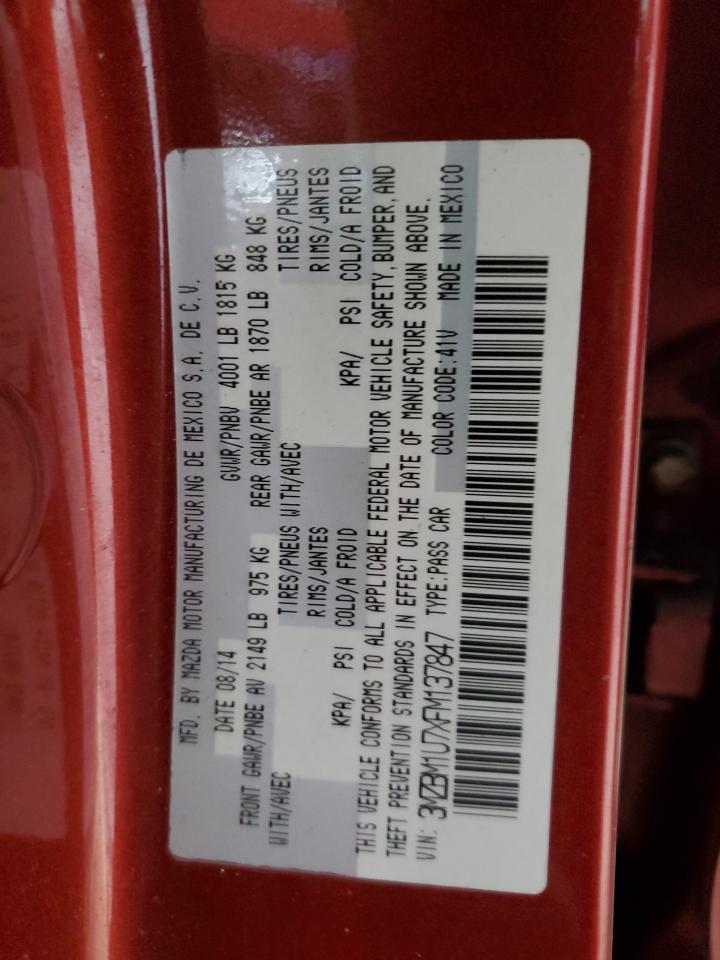 MFD. BY MAZDA MOTOR MANUFACTURING DE MEXICO S.A. DE C.V.
DATE 08/14 GVWR/PNBV 4001 LB 1815 KG
FRONT GAWR/PNBE AV 2149 LB 975 KG REAR GAWR/PNBE AR 1870 LB 848 KG
WITH/AVEC TIRES/PNEUS WITH/AVEC TIRES/PNEUS
RIMS/JANTES RIMS/JANTES
KPA/ PSI COLD/A FROID KPA/ PSI COLD/A FROID
THIS VEHICLE CONFORMS TO ALL APPLICABLE FEDERAL MOTOR VEHICLE SAFETY, BUMPER, AND
THEFT PREVENTION STANDARDS IN EFFECT ON THE DATE OF MANUFACTURE SHOWN ABOVE.
VIN: 3MZBM1U7XFM137847 TYPE:PASS CAR COLOR CODE:41V MADE IN MEXICO